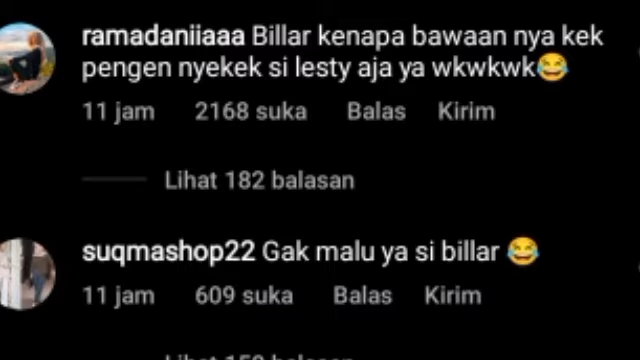 ramadaniiaaa Billar kenapa bawaan nya kek
pengen nyekek si lesty aja ya wkwkwk😂
11 jam 2168 suka Balas Kirim
Lihat 182 balasan
suqmashop22 Gak malu ya si billar 😂
11 jam 609 suka Balas Kirim